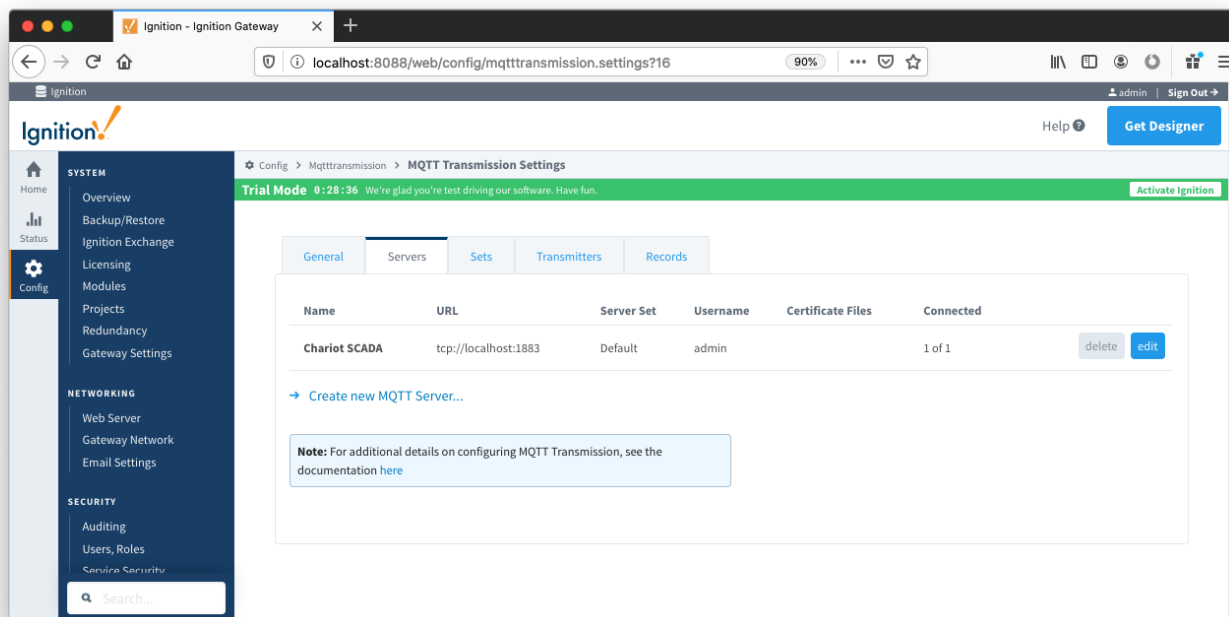 Ignition - Ignition Gateway
localhost:8088/web/config/mqtttransmission.settings?16
90%
Ignition
admin | Sign Out
Ignition!
Help
Get Designer
Home
Status
Config
SYSTEM
Overview
Backup/Restore
Ignition Exchange
Licensing
Modules
Projects
Redundancy
Gateway Settings
NETWORKING
Web Server
Gateway Network
Email Settings
SECURITY
Auditing
Users, Roles
Service Security
Search...
Config > Mqtttransmission > MQTT Transmission Settings
Trial Mode 0:28:36 We're glad you're test driving our software. Have fun.
Activate Ignition
General Servers Sets Transmitters Records
Name URL Server Set Username Certificate Files Connected
Chariot SCADA tcp://localhost:1883 Default admin 1 of 1 delete edit
→ Create new MQTT Server...
Note: For additional details on configuring MQTT Transmission, see the
documentation here